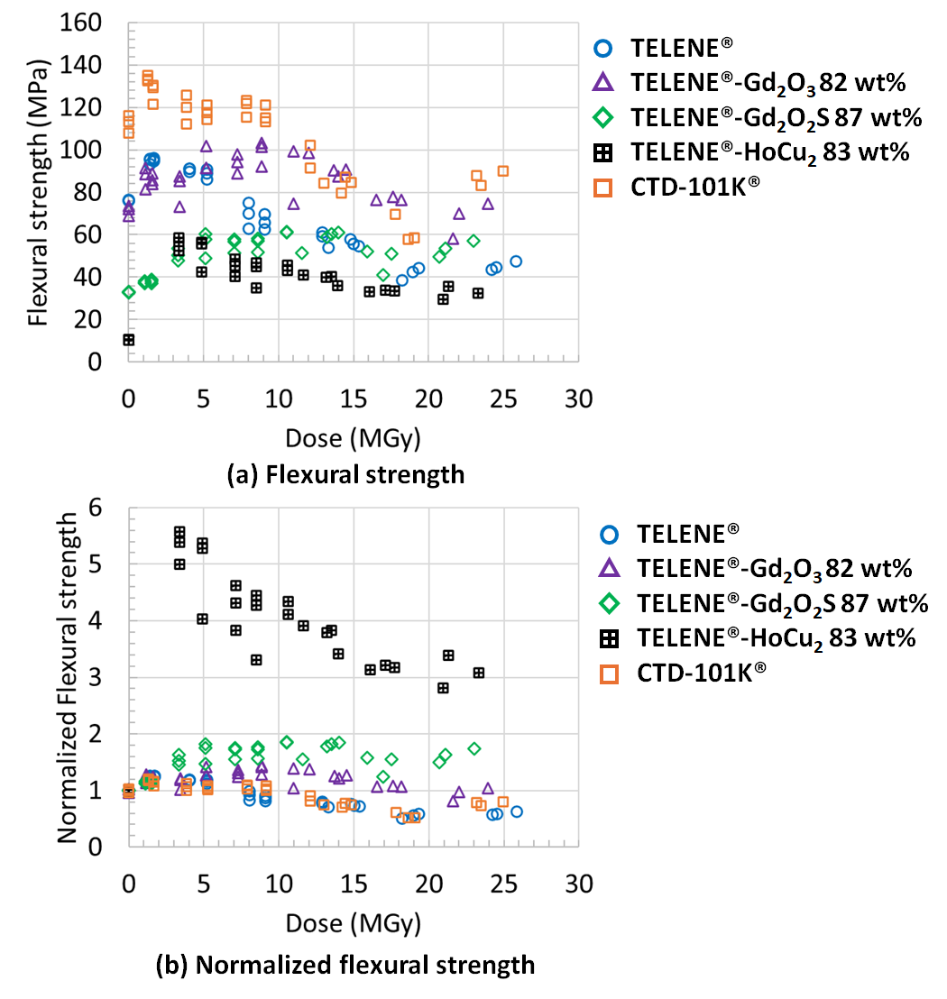 160
140
120
100
80
60
40
20
0
Flexural strength (MPa)
0 5 10 15 20 25 30
Dose (MGy)
TELENE®
TELENE®-Gd₂O₃ 82 wt%
TELENE®-Gd₂O₂S 87 wt%
TELENE®-HoCu₂ 83 wt%
CTD-101K®
(a) Flexural strength
6
5
4
3
2
1
0
Normalized Flexural strength
0 5 10 15 20 25 30
Dose (MGy)
TELENE®
TELENE®-Gd₂O₃ 82 wt%
TELENE®-Gd₂O₂S 87 wt%
TELENE®-HoCu₂ 83 wt%
CTD-101K®
(b) Normalized flexural strength